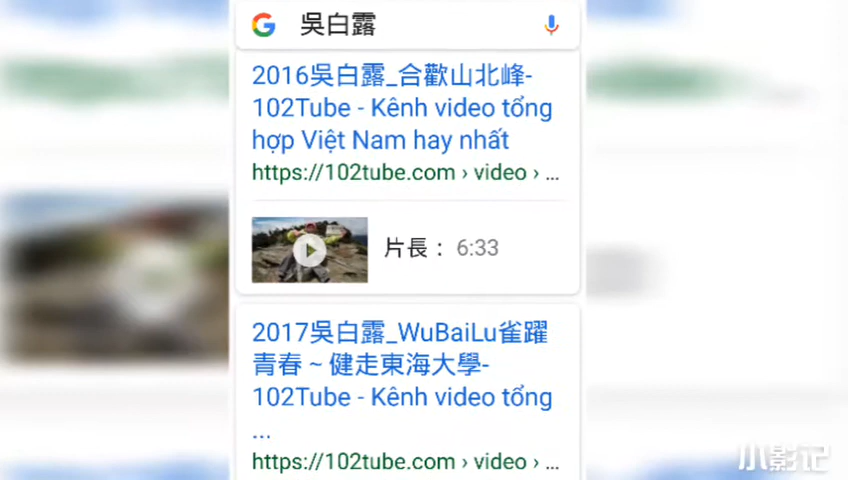 吳白露
2016吳白露_合歡山北峰-
102Tube - Kênh video tổng
hợp Việt Nam hay nhất
https://102tube.com › video › ...
片長： 6:33
2017吳白露_WuBaiLu雀躍
青春 ~ 健走東海大學-
102Tube - Kênh video tổng
...
https://102tube.com › video › ...
小影记